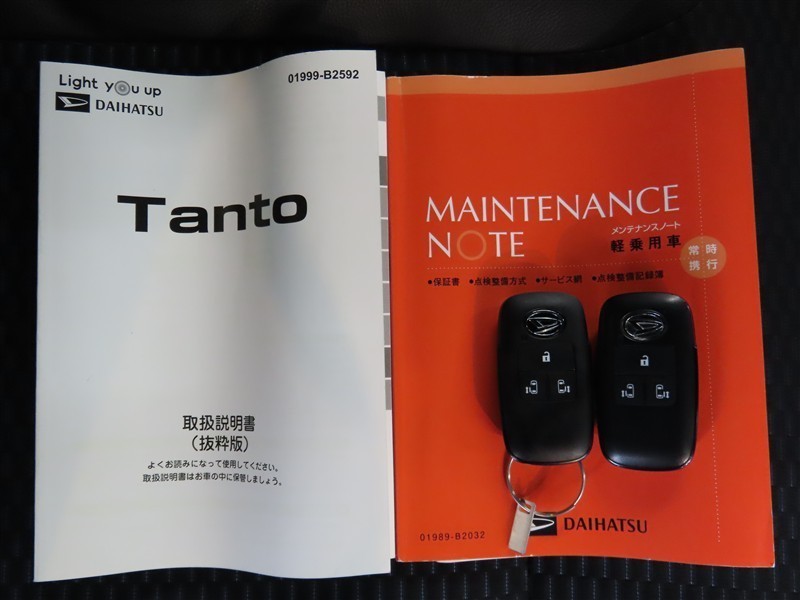 Light you up
DAIHATSU
01999-B2592
Tanto
取扱説明書
（抜粋版）
よくお読みになって使用してください。
取扱説明書はお車の中に保管しましょう。
MAINTENANCE
NOTE
メンテナンスノート
軽乗用車
常時
携行
●保証書 ●点検整備方式 ●サービス網 ●点検整備記録簿
01989-B2032
DAIHATSU